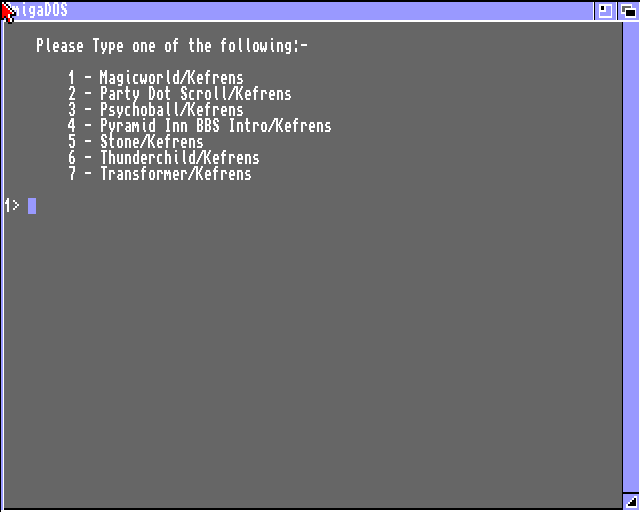 migaDOS
Please Type one of the following:-
1 - Magicworld/Kefrens
2 - Party Dot Scroll/Kefrens
3 - Psychoball/Kefrens
4 - Pyramid Inn BBS Intro/Kefrens
5 - Stone/Kefrens
6 - Thunderchild/Kefrens
7 - Transformer/Kefrens
1>